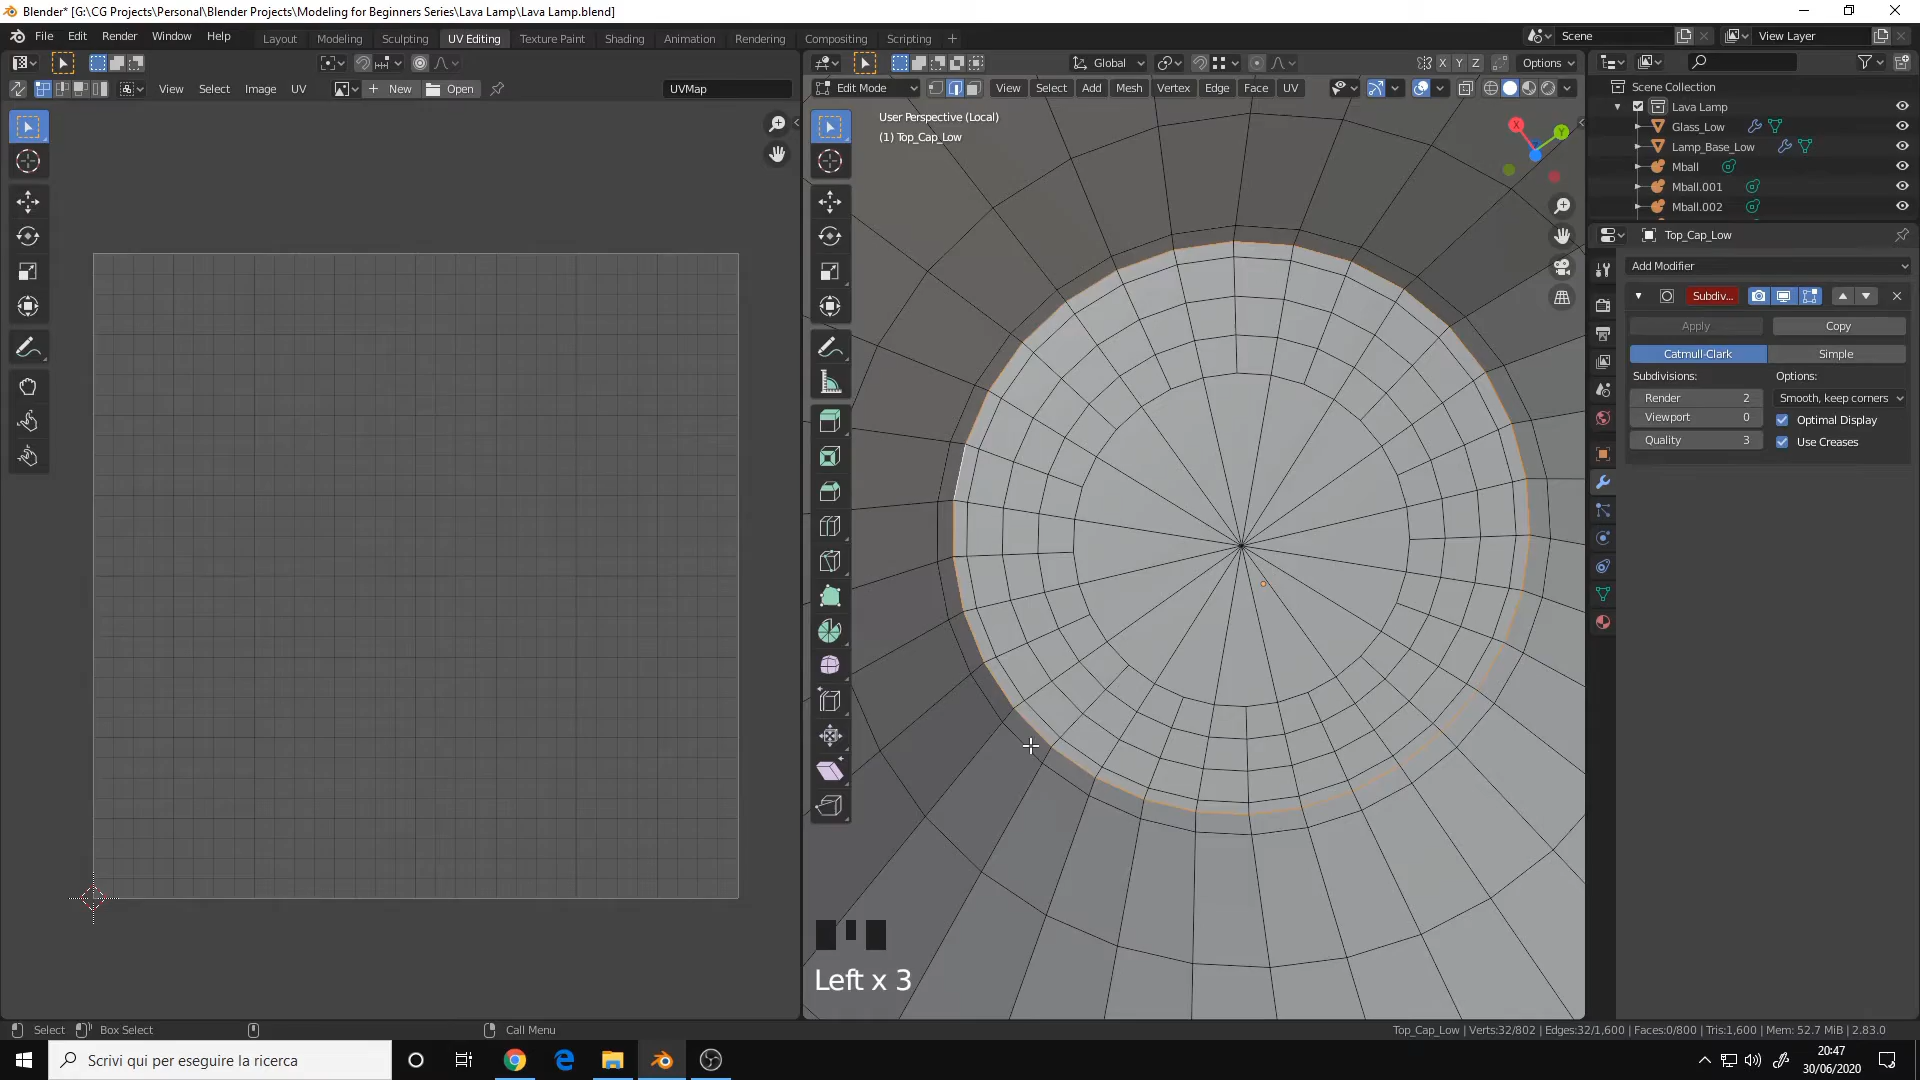 Blender* [G:\CG Projects\Personal\Blender Projects\Modeling for Beginners Series\Lava Lamp\Lava Lamp.blend]
File Edit Render Window Help Layout Modeling Sculpting UV Editing Texture Paint Shading Animation Rendering Compositing Scripting Scene View Layer
Global X Y Z Options
View Select Image UV New Open UVMap Edit Mode View Select Add Mesh Vertex Edge Face UV
User Perspective (Local)
(1) Top_Cap_Low
X Y
Scene Collection
Lava Lamp
Glass_Low
Lamp_Base_Low
Mball
Mball.001
Mball.002
Top_Cap_Low
Add Modifier
Subdiv...
Apply Copy
Catmull-Clark Simple
Subdivisions: Options:
Render 2 Smooth, keep corners
Viewport 0 Optimal Display
Quality 3 Use Creases
Left x 3
Select Box Select Call Menu Top_Cap_Low | Verts:32/802 | Edges:32/1,600 | Faces:0/800 | Tris:1,600 | Mem: 52.7 MiB | 2.83.0
Scrivi qui per eseguire la ricerca
20:47
30/06/2020